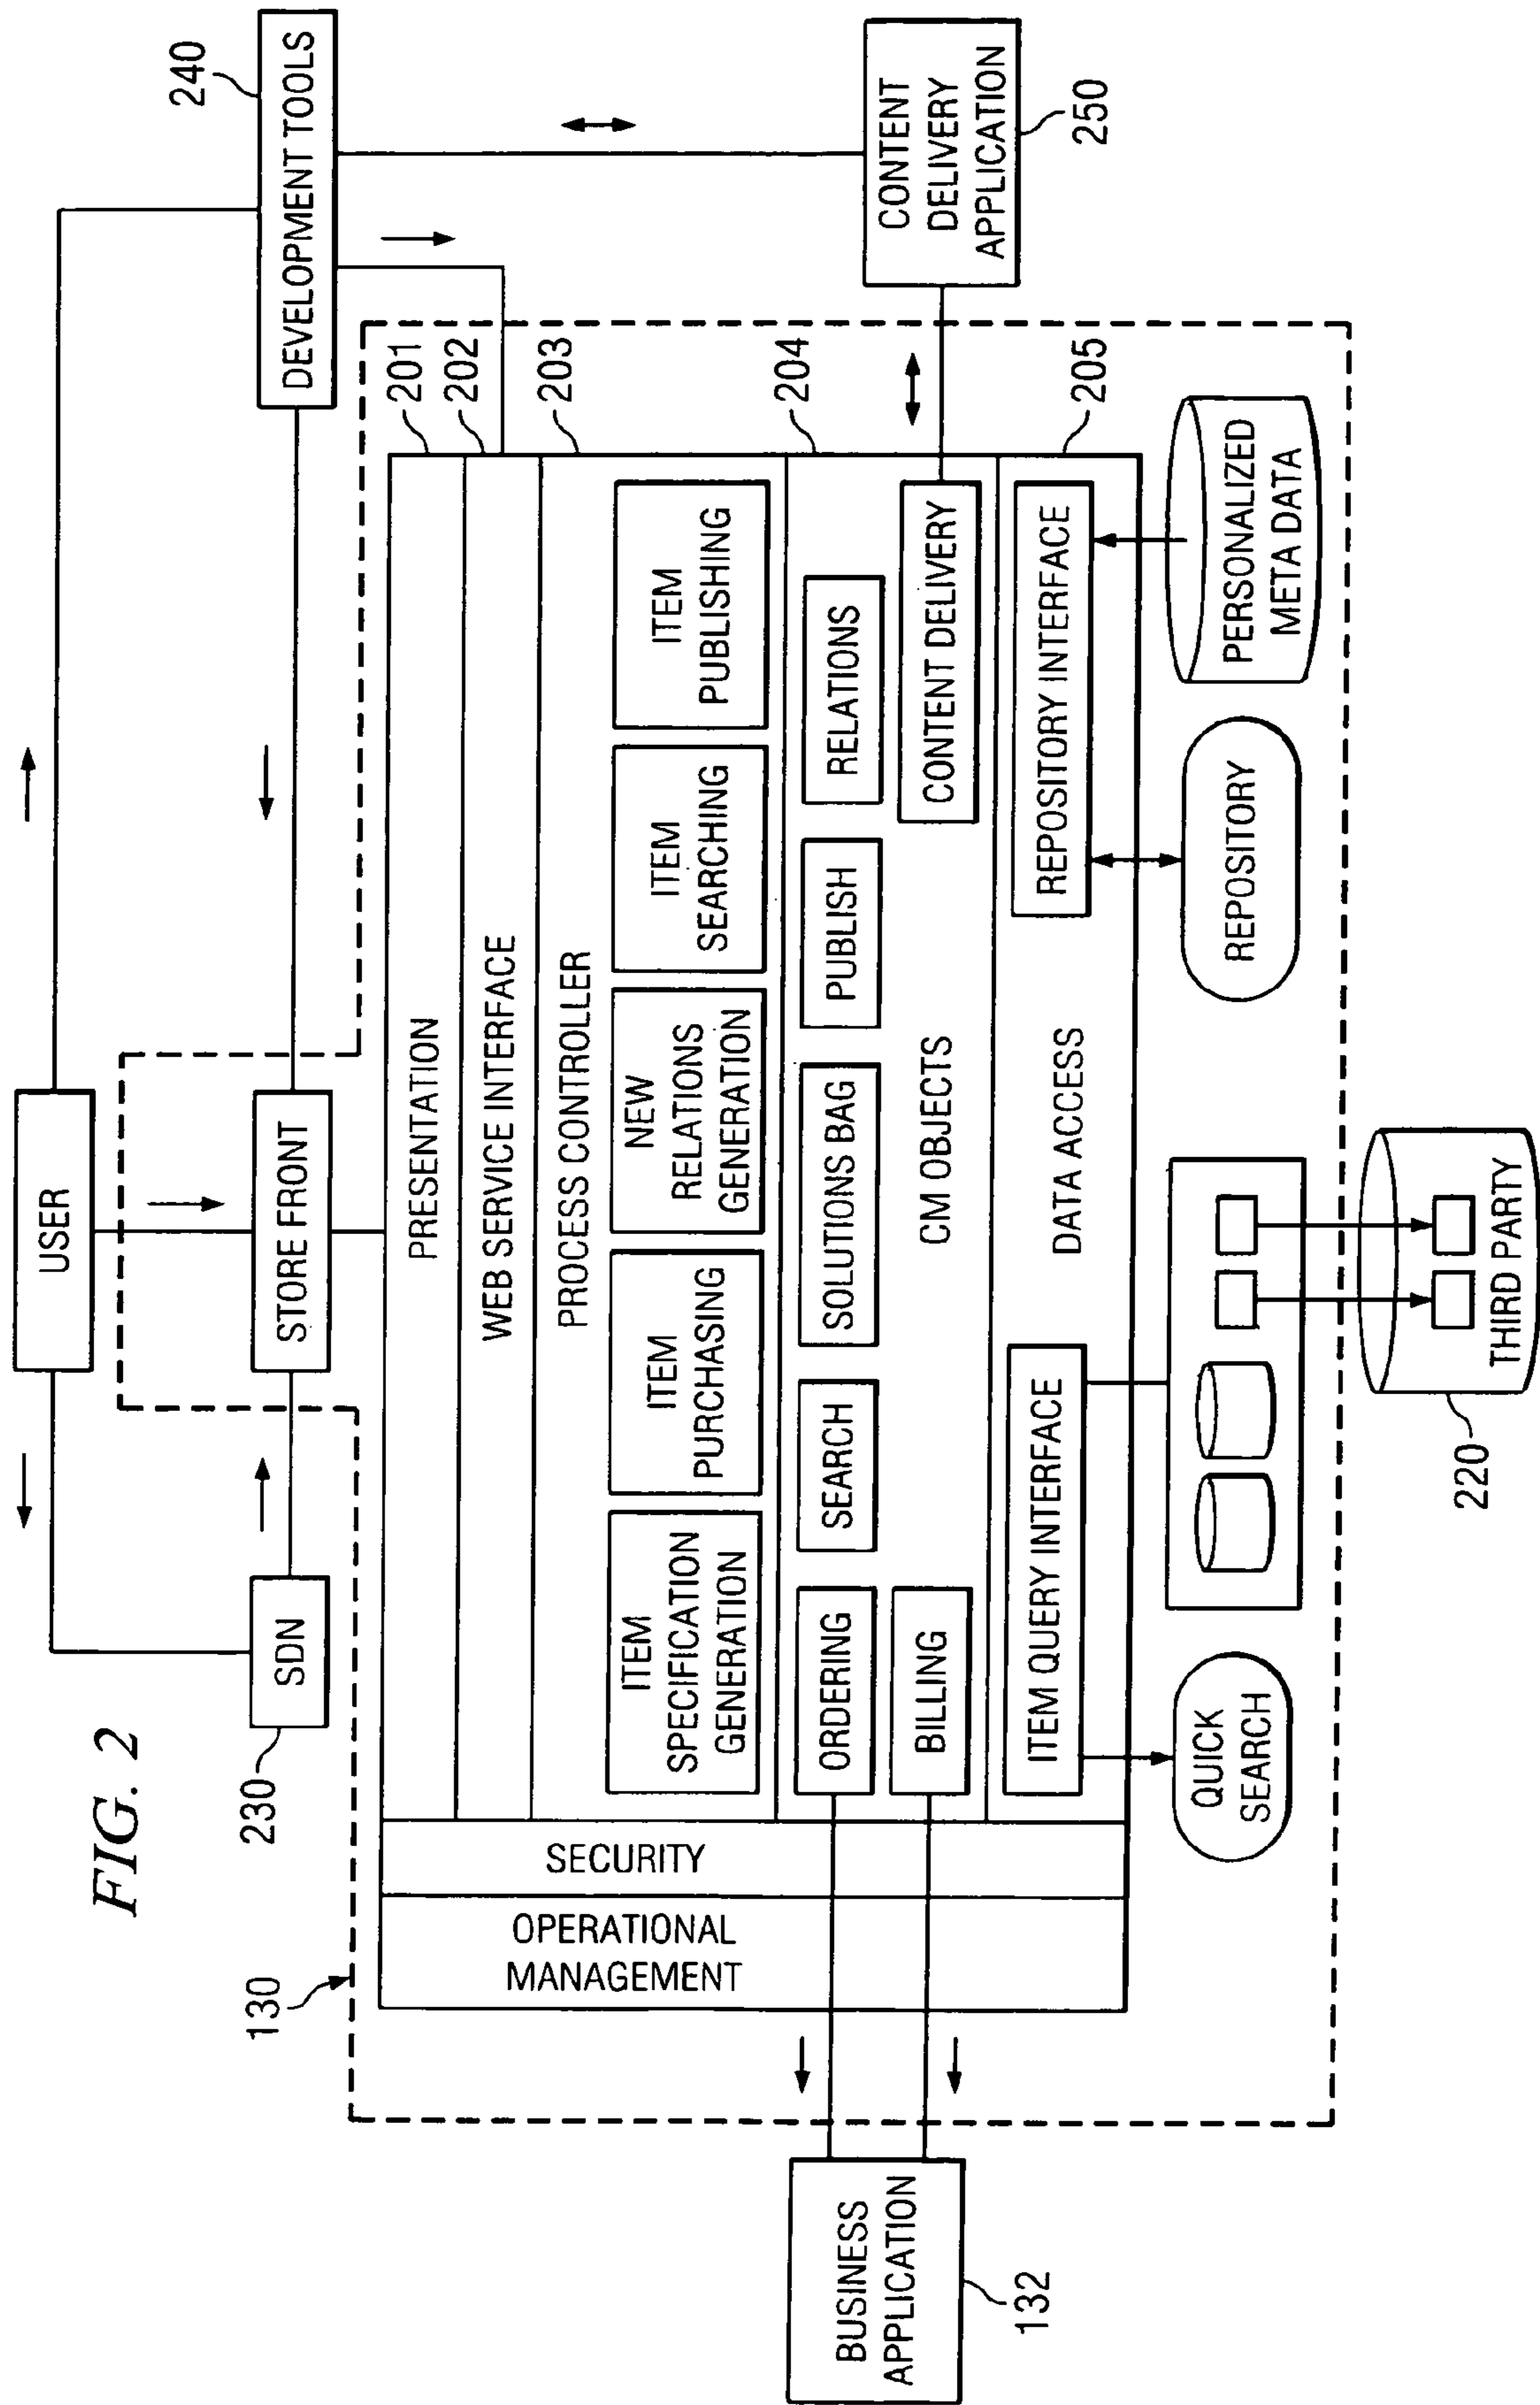 FIG. 2
USER
230
SDN
STORE FRONT
240
DEVELOPMENT TOOLS
130
OPERATIONAL
MANAGEMENT
SECURITY
PRESENTATION
201
WEB SERVICE INTERFACE
202
PROCESS CONTROLLER
203
ITEM
SPECIFICATION
GENERATION
ITEM
PURCHASING
NEW
RELATIONS
GENERATION
ITEM
SEARCHING
ITEM
PUBLISHING
204
ORDERING
SEARCH
SOLUTIONS BAG
PUBLISH
RELATIONS
BILLING
CM OBJECTS
CONTENT DELIVERY
205
ITEM QUERY INTERFACE
DATA ACCESS
REPOSITORY INTERFACE
BUSINESS
APPLICATION
132
CONTENT
DELIVERY
APPLICATION
250
QUICK
SEARCH
REPOSITORY
PERSONALIZED
META DATA
220
THIRD PARTY